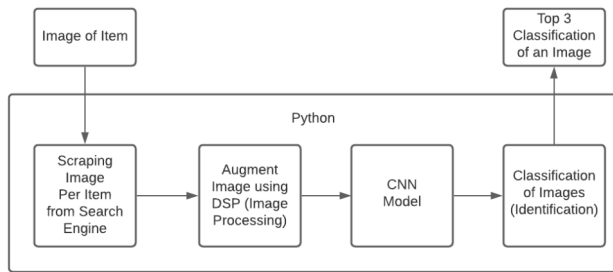 Image of Item
Top 3
Classification
of an Image
Python
Scraping
Image
Per Item
from Search
Engine
Augment
Image using
DSP (Image
Processing)
CNN
Model
Classification
of Images
(Identification)